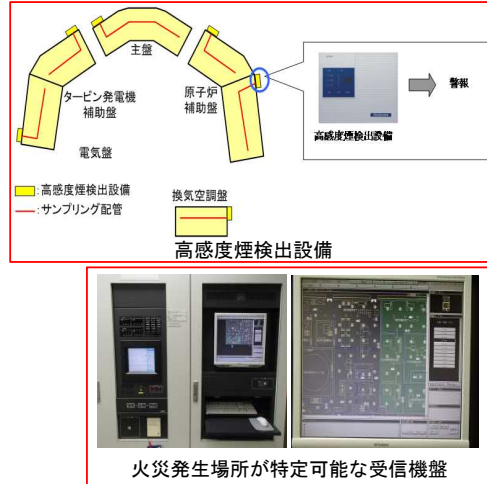 主盤
タービン発電機
補助盤
原子炉
補助盤
電気盤
高感度煙検出設備
警報
:高感度煙検出設備
:サンプリング配管
換気空調盤
高感度煙検出設備
火災発生場所が特定可能な受信機盤